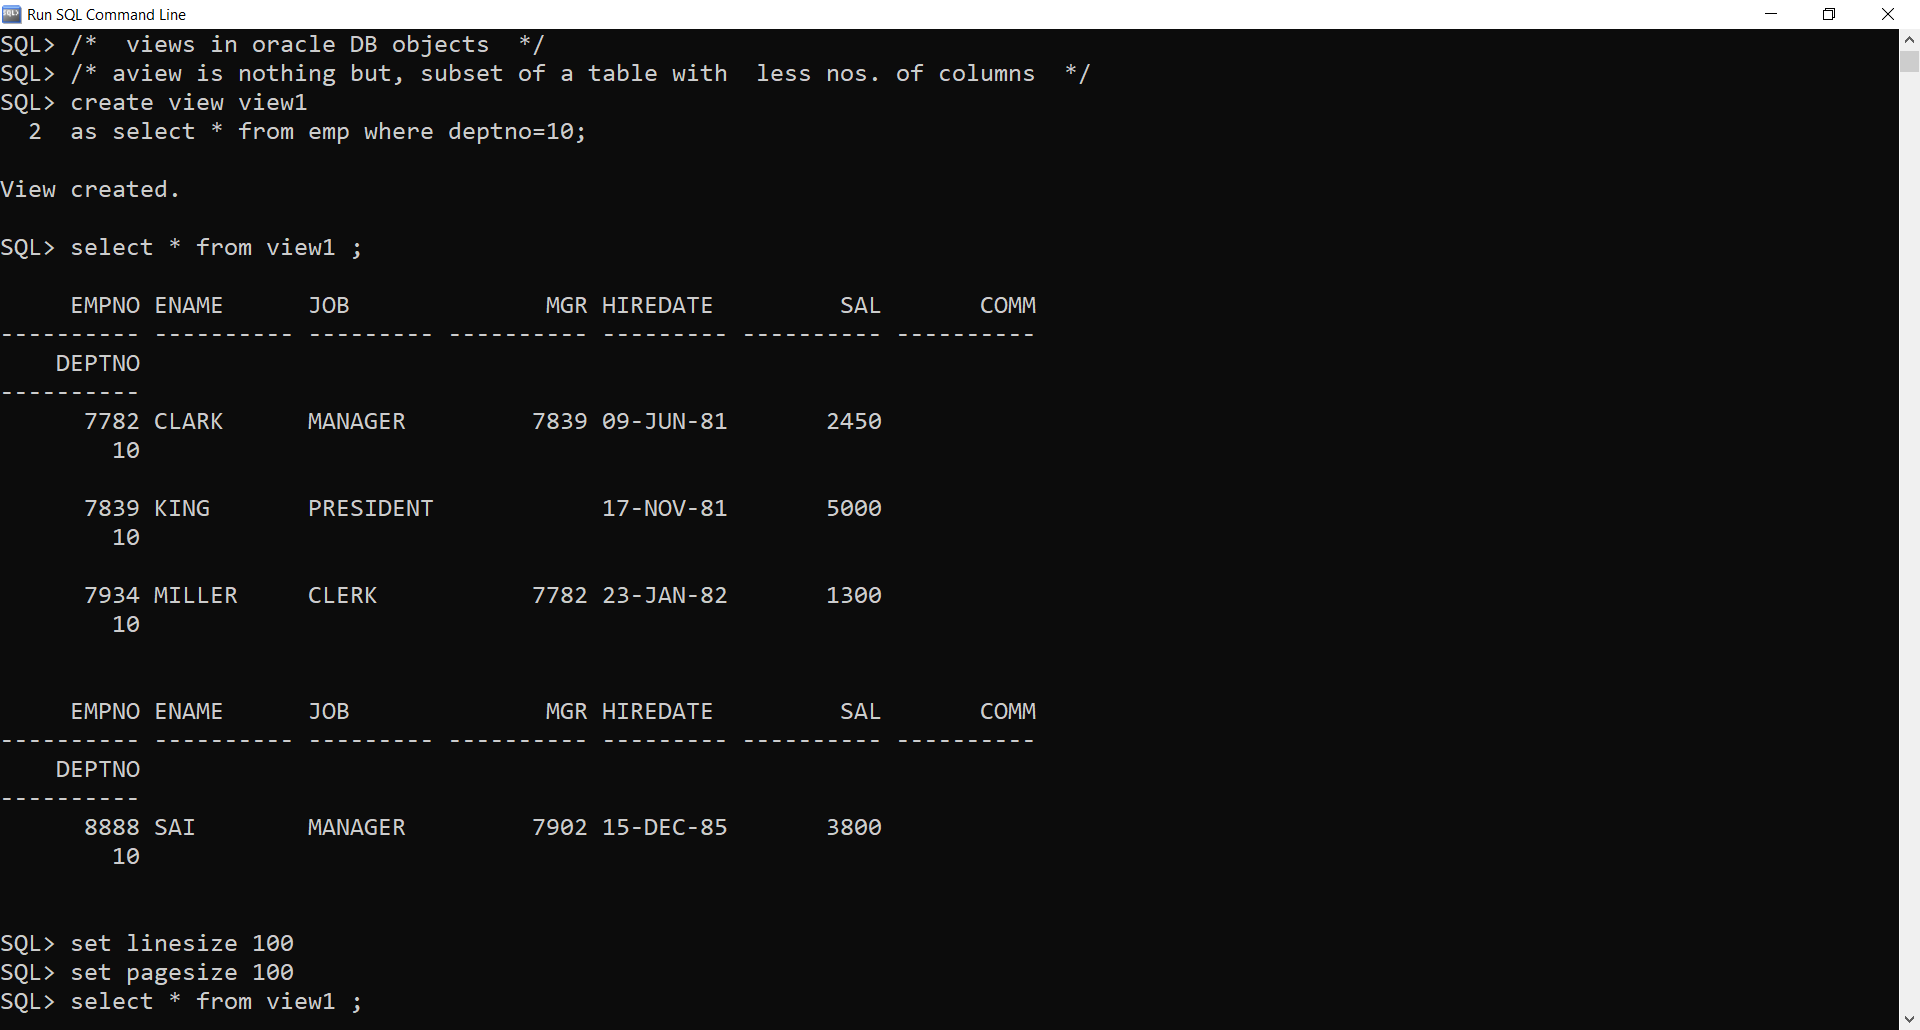 Run SQL Command Line
SQL> /*  views in oracle DB objects  */
SQL> /* aview is nothing but, subset of a table with  less nos. of columns  */
SQL> create view view1
  2  as select * from emp where deptno=10;

View created.

SQL> select * from view1 ;

     EMPNO ENAME      JOB              MGR HIREDATE         SAL       COMM
---------- ---------- --------- ---------- --------- ---------- ----------
    DEPTNO
----------
      7782 CLARK      MANAGER         7839 09-JUN-81       2450
        10

      7839 KING       PRESIDENT            17-NOV-81       5000
        10

      7934 MILLER     CLERK           7782 23-JAN-82       1300
        10


     EMPNO ENAME      JOB              MGR HIREDATE         SAL       COMM
---------- ---------- --------- ---------- --------- ---------- ----------
    DEPTNO
----------
      8888 SAI        MANAGER         7902 15-DEC-85       3800
        10


SQL> set linesize 100
SQL> set pagesize 100
SQL> select * from view1 ;